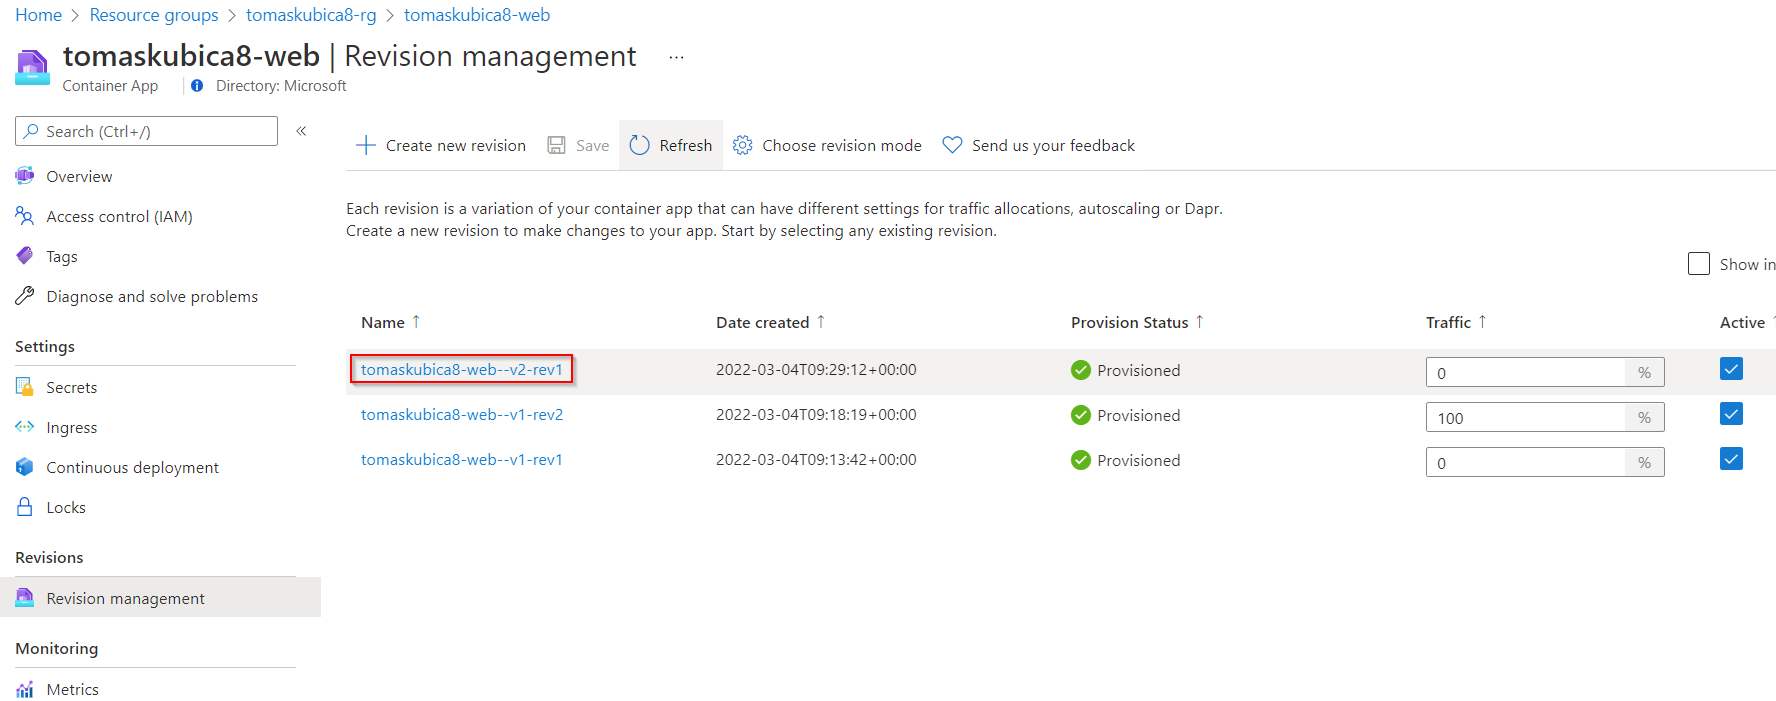 Home > Resource groups > tomaskubica8-rg > tomaskubica8-web
tomaskubica8-web | Revision management ...
Container App
Directory: Microsoft
Search (Ctrl+/)
«
Overview
Access control (IAM)
Tags
Diagnose and solve problems
Settings
Secrets
Ingress
Continuous deployment
Locks
Revisions
Revision management
Monitoring
Metrics
Create new revision Save Refresh Choose revision mode Send us your feedback
Each revision is a variation of your container app that can have different settings for traffic allocations, autoscaling or Dapr.
Create a new revision to make changes to your app. Start by selecting any existing revision.
Show in
Name ↑ Date created ↑ Provision Status ↑ Traffic ↑ Active ↑
tomaskubica8-web--v2-rev1 2022-03-04T09:29:12+00:00 Provisioned 0 %
tomaskubica8-web--v1-rev2 2022-03-04T09:18:19+00:00 Provisioned 100 %
tomaskubica8-web--v1-rev1 2022-03-04T09:13:42+00:00 Provisioned 0 %